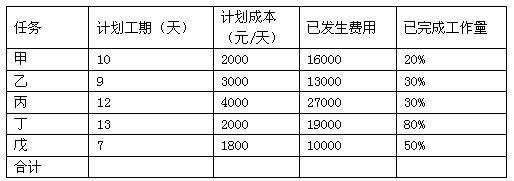 任务 计划工期（天） 计划成本（元/天） 已发生费用 已完成工作量
甲 10 2000 16000 20%
乙 9 3000 13000 30%
丙 12 4000 27000 30%
丁 13 2000 19000 80%
戊 7 1800 10000 50%
合计